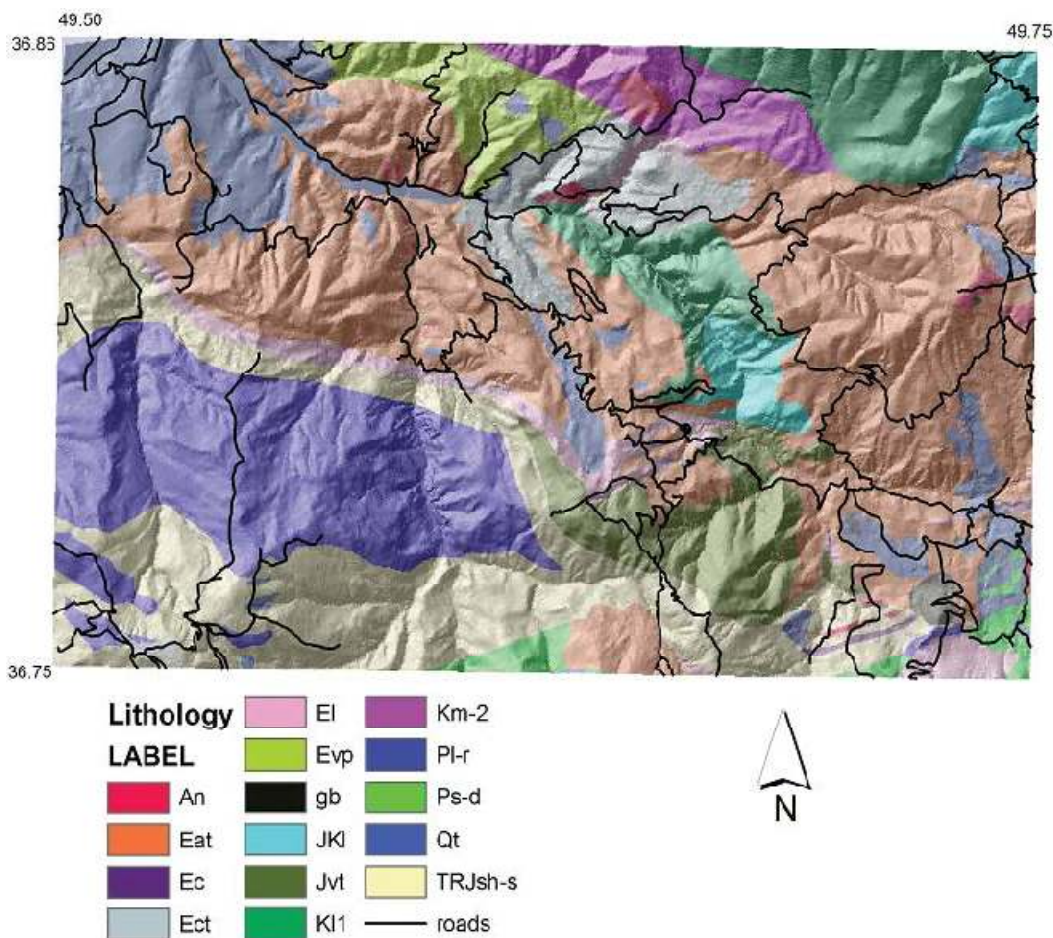 49.50
49.75
36.83
36.75
Lithology
LABEL
An
Eat
Ec
Ect
El
Evp
gb
JKl
Jvt
Kl1
Km-2
Pl-r
Ps-d
Qt
TRJsh-s
roads
N